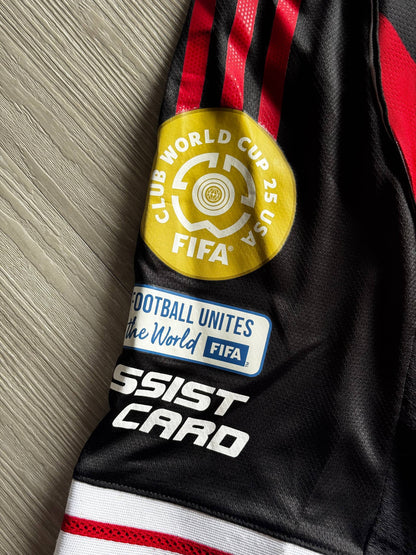 CLUB WORLD CUP 25 USA
FIFA®
FOOTBALL UNITES
the World FIFA
SSIST
CARD